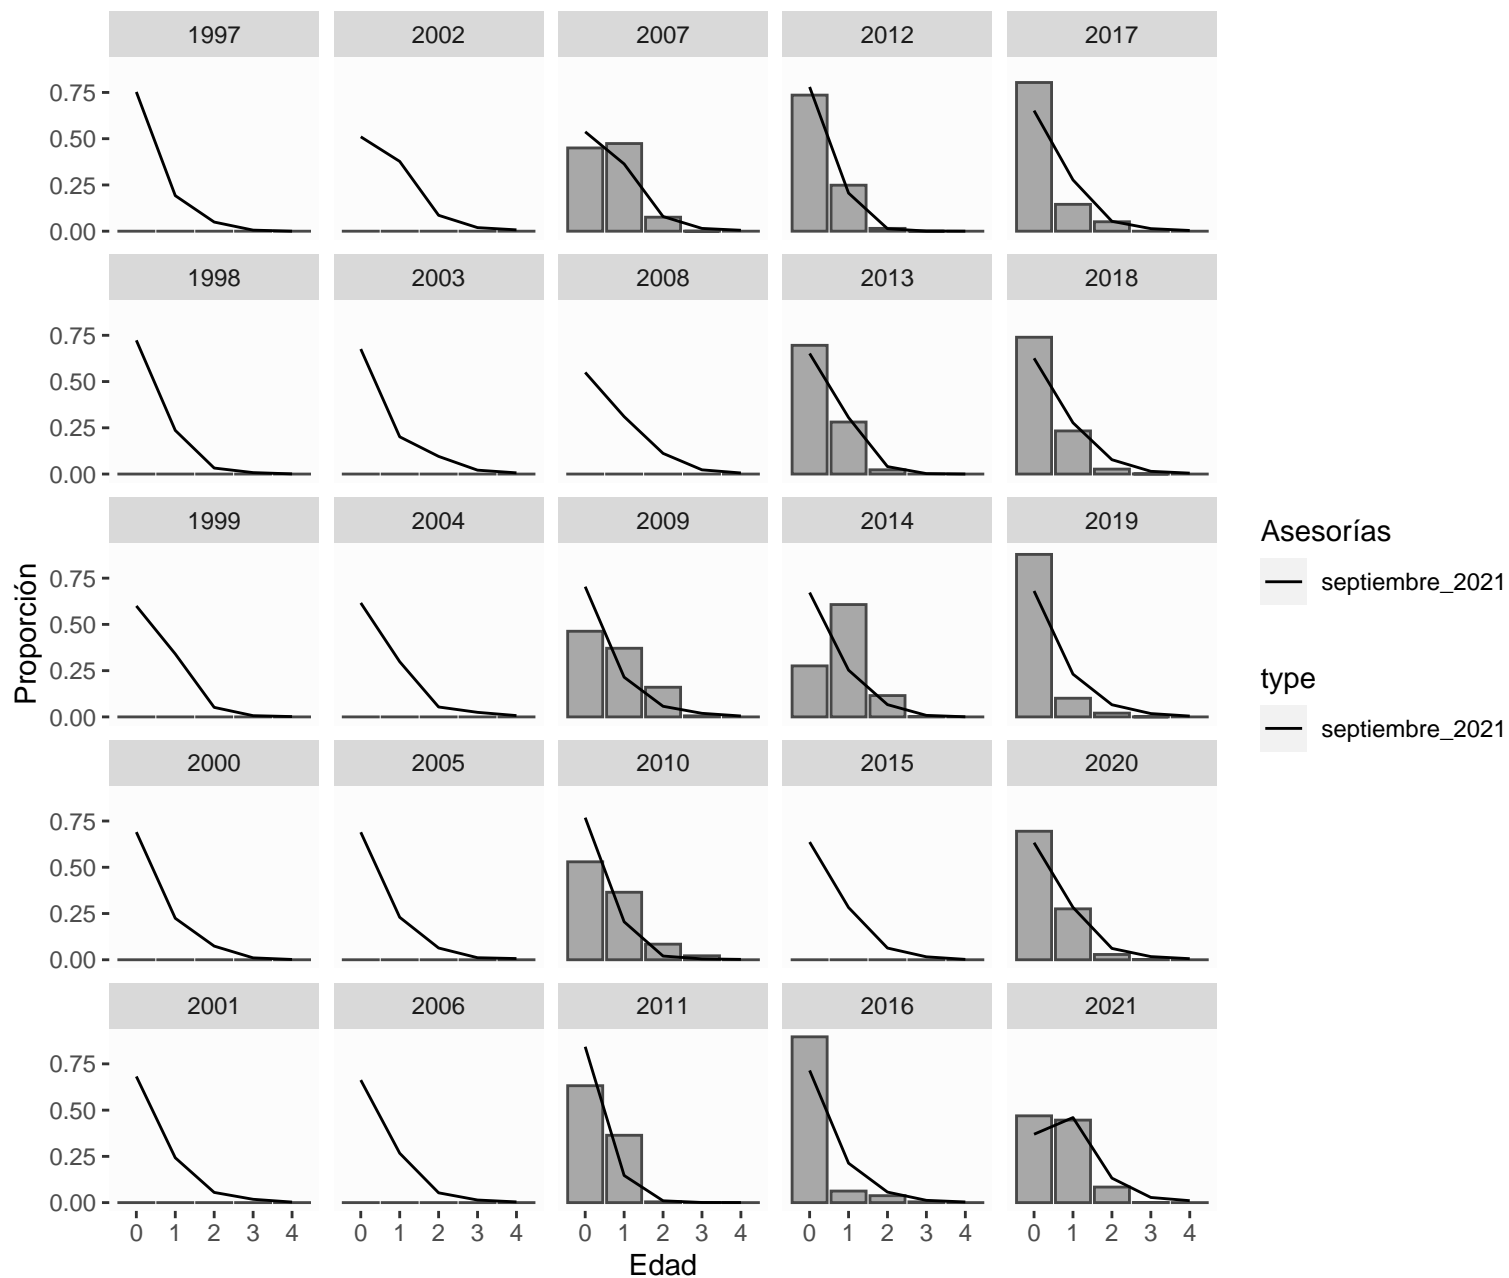 1997 2002 2007 2012 2017
0.75
0.50
0.25
0.00
1998 2003 2008 2013 2018
0.75
0.50
0.25
0.00
1999 2004 2009 2014 2019
0.75
0.50
0.25
0.00
2000 2005 2010 2015 2020
0.75
0.50
0.25
0.00
2001 2006 2011 2016 2021
0.75
0.50
0.25
0.00
0 1 2 3 4 0 1 2 3 4 0 1 2 3 4 0 1 2 3 4 0 1 2 3 4
Edad
Proporción
Asesorías
septiembre_2021
type
septiembre_2021